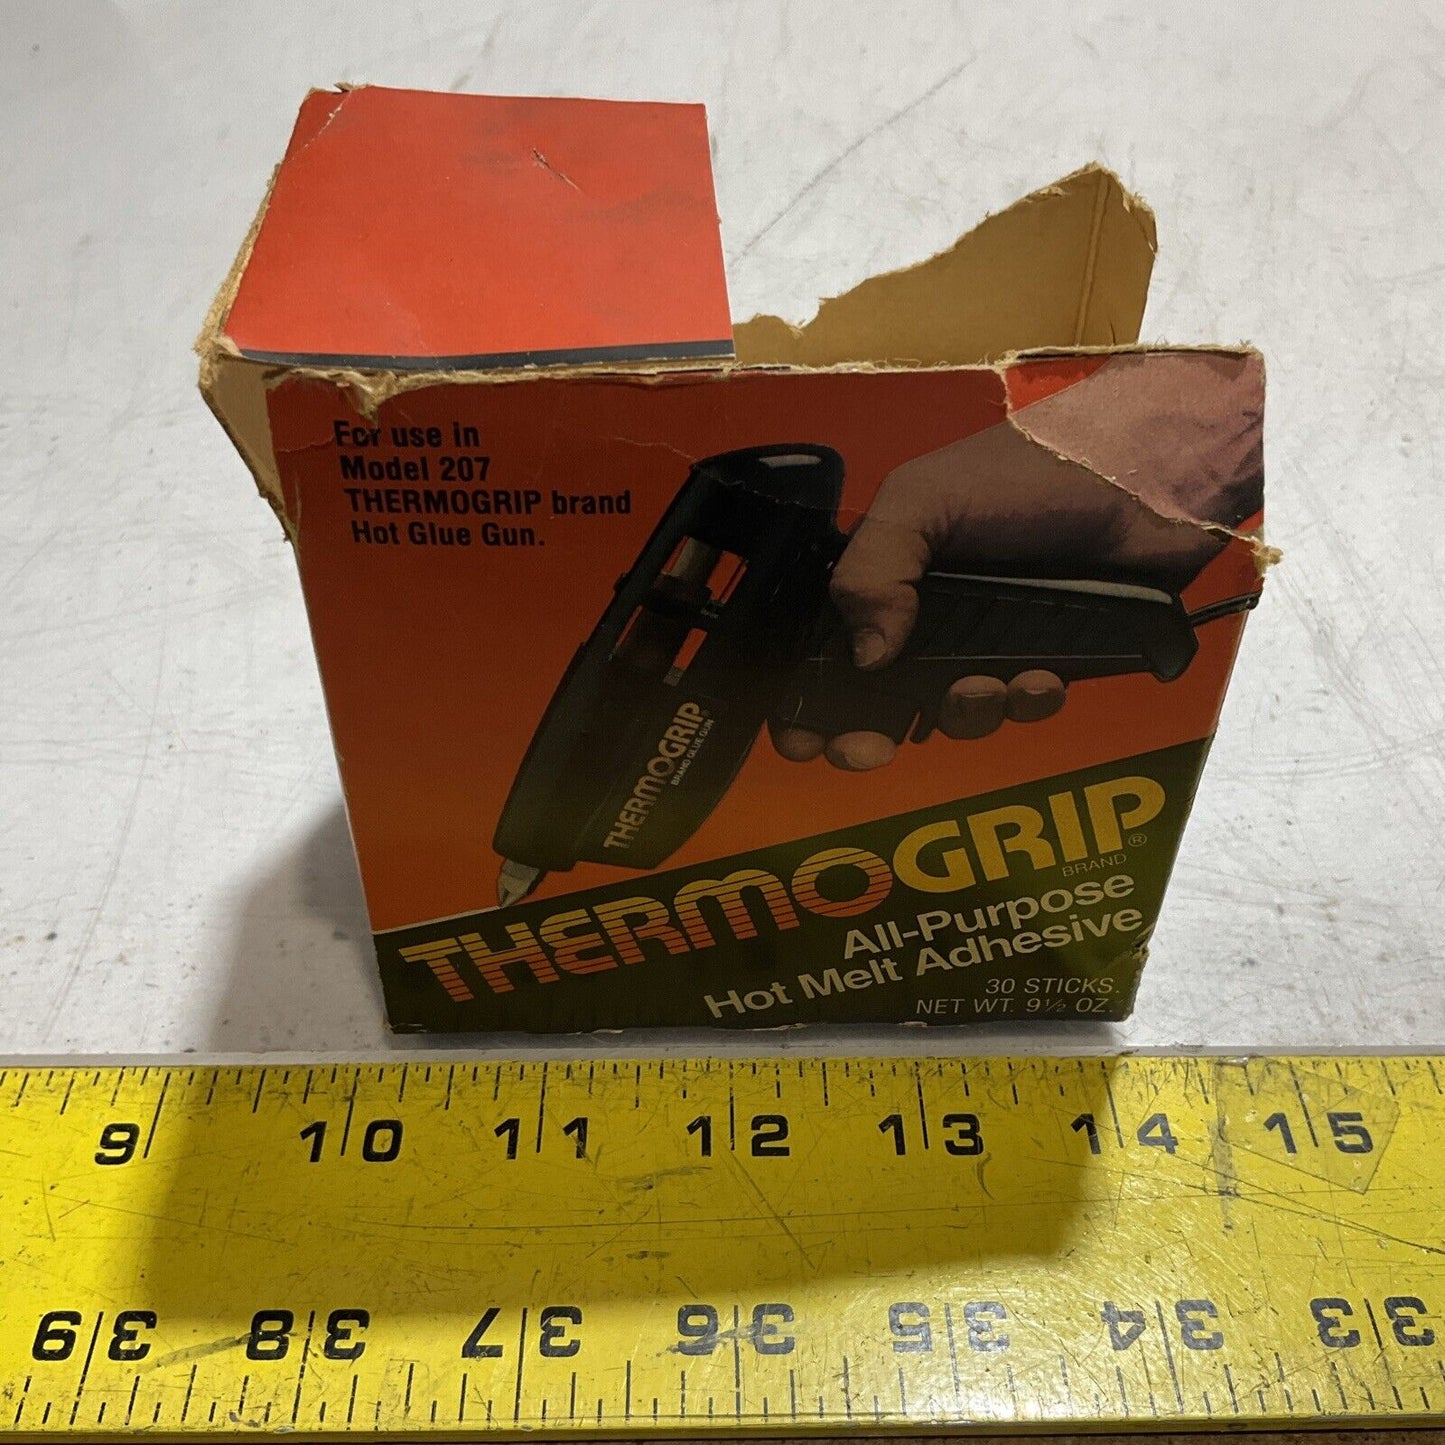 For use in
Model 207
THERMOGRIP brand
Hot Glue Gun.
THERMOGRIP®
BRAND GLUE GUN
THERMOGRIP®
BRAND
All-Purpose
Hot Melt Adhesive
30 STICKS.
NET WT. 9½ OZ.
9 10 11 12 13 14 15
39 38 37 36 35 34 33